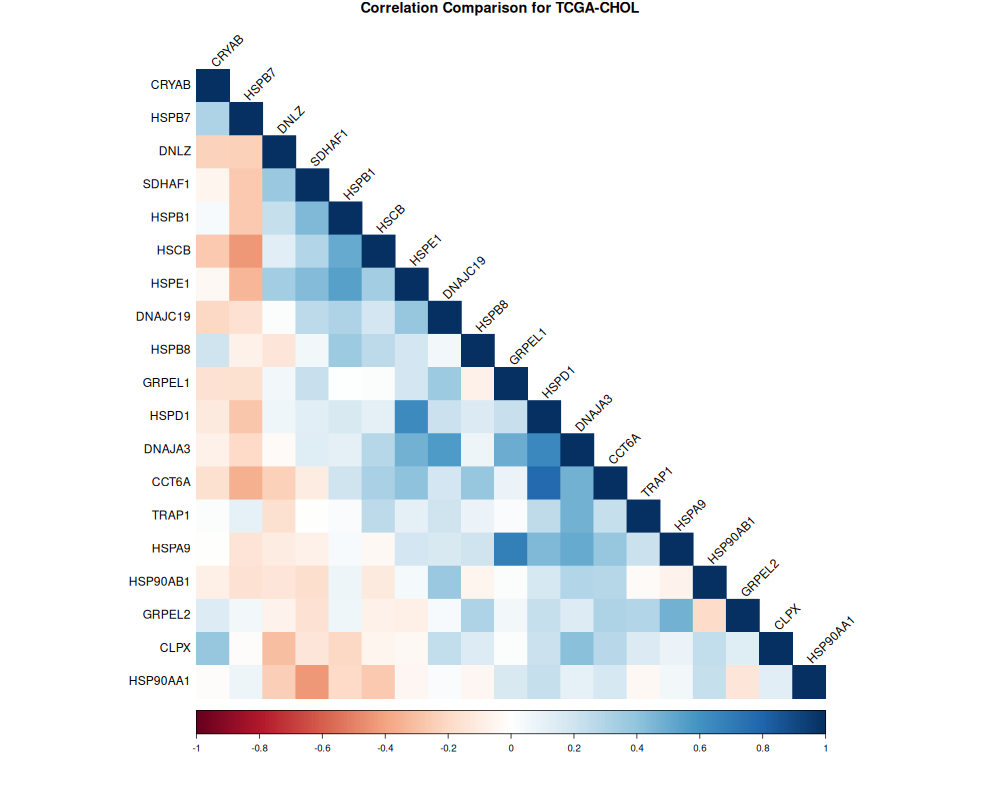 Correlation Comparison for TCGA-CHOL
CRYAB
HSPB7
DNLZ
SDHAF1
HSPB1
HSCB
HSPE1
DNAJC19
HSPB8
GRPEL1
HSPD1
DNAJA3
CCT6A
TRAP1
HSPA9
HSP90AB1
GRPEL2
CLPX
HSP90AA1
CRYAB
HSPB7
DNLZ
SDHAF1
HSPB1
HSCB
HSPE1
DNAJC19
HSPB8
GRPEL1
HSPD1
DNAJA3
CCT6A
TRAP1
HSPA9
HSP90AB1
GRPEL2
CLPX
HSP90AA1
-1 -0.8 -0.6 -0.4 -0.2 0 0.2 0.4 0.6 0.8 1